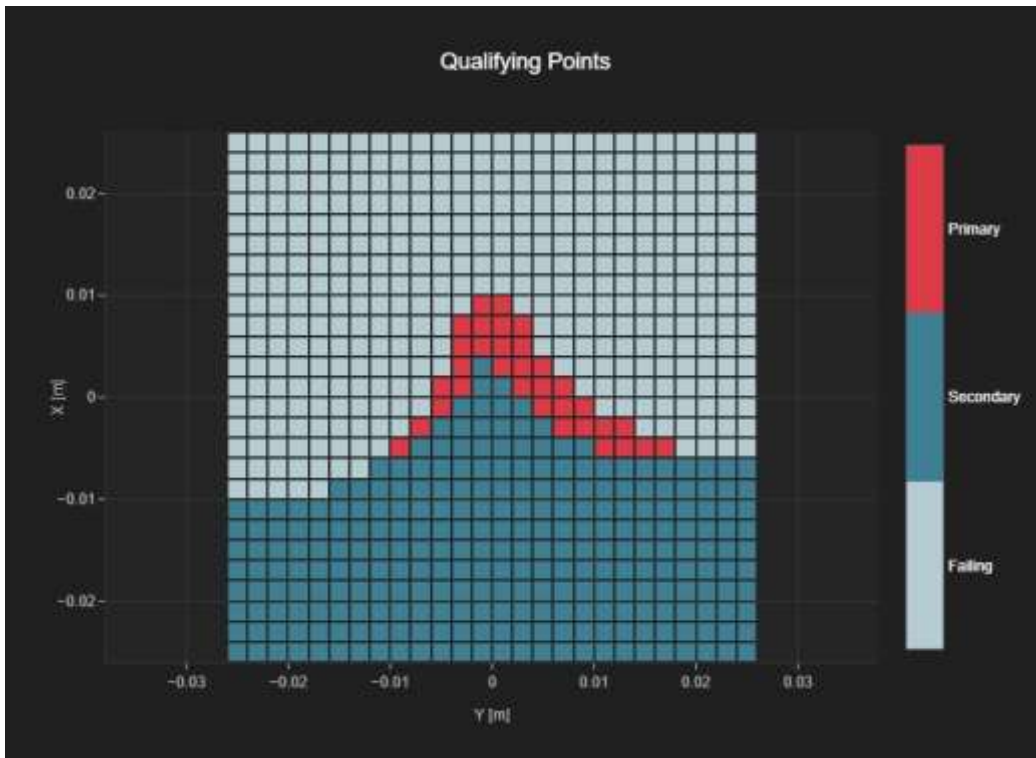 Qualifying Points
0.02
0.01
0
−0.01
−0.02
X [m]
−0.03
−0.02
−0.01
0
0.01
0.02
0.03
Y [m]
Primary
Secondary
Failing